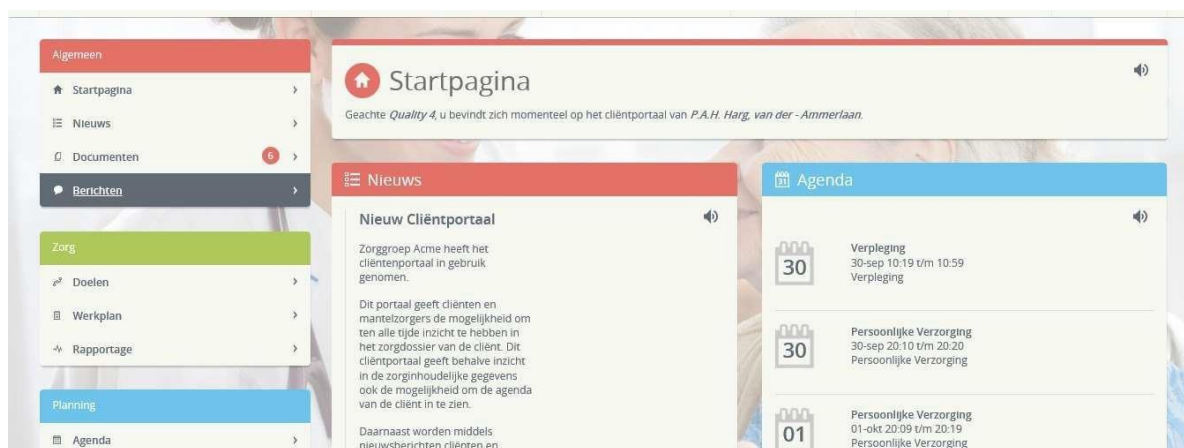 Algemeen
Startpagina
Nieuws
Documenten 6
Berichten
Zorg
Doelen
Werkplan
Rapportage
Planning
Agenda
Startpagina
Geachte Quality 4, u bevindt zich momenteel op het cliëntportaal van P.A.H. Harg, van der - Ammerlaan.
Nieuws
Nieuw Cliëntportaal
Zorggroep Acme heeft het
cliëntenportaal in gebruik
genomen.
Dit portaal geeft cliënten en
mantelzorgers de mogelijkheid om
ten alle tijde inzicht te hebben in
het zorgdossier van de cliënt. Dit
cliëntportaal geeft behalve inzicht
in de zorginhoudelijke gegevens
ook de mogelijkheid om de agenda
van de cliënt in te zien.
Daarnaast worden middels
nieuwsberichten cliënten en
31 Agenda
30
Verpleging
30-sep 10:19 t/m 10:59
Verpleging
30
Persoonlijke Verzorging
30-sep 20:10 t/m 20:20
Persoonlijke Verzorging
01
Persoonlijke Verzorging
01-okt 20:09 t/m 20:19
Persoonlijke Verzorging